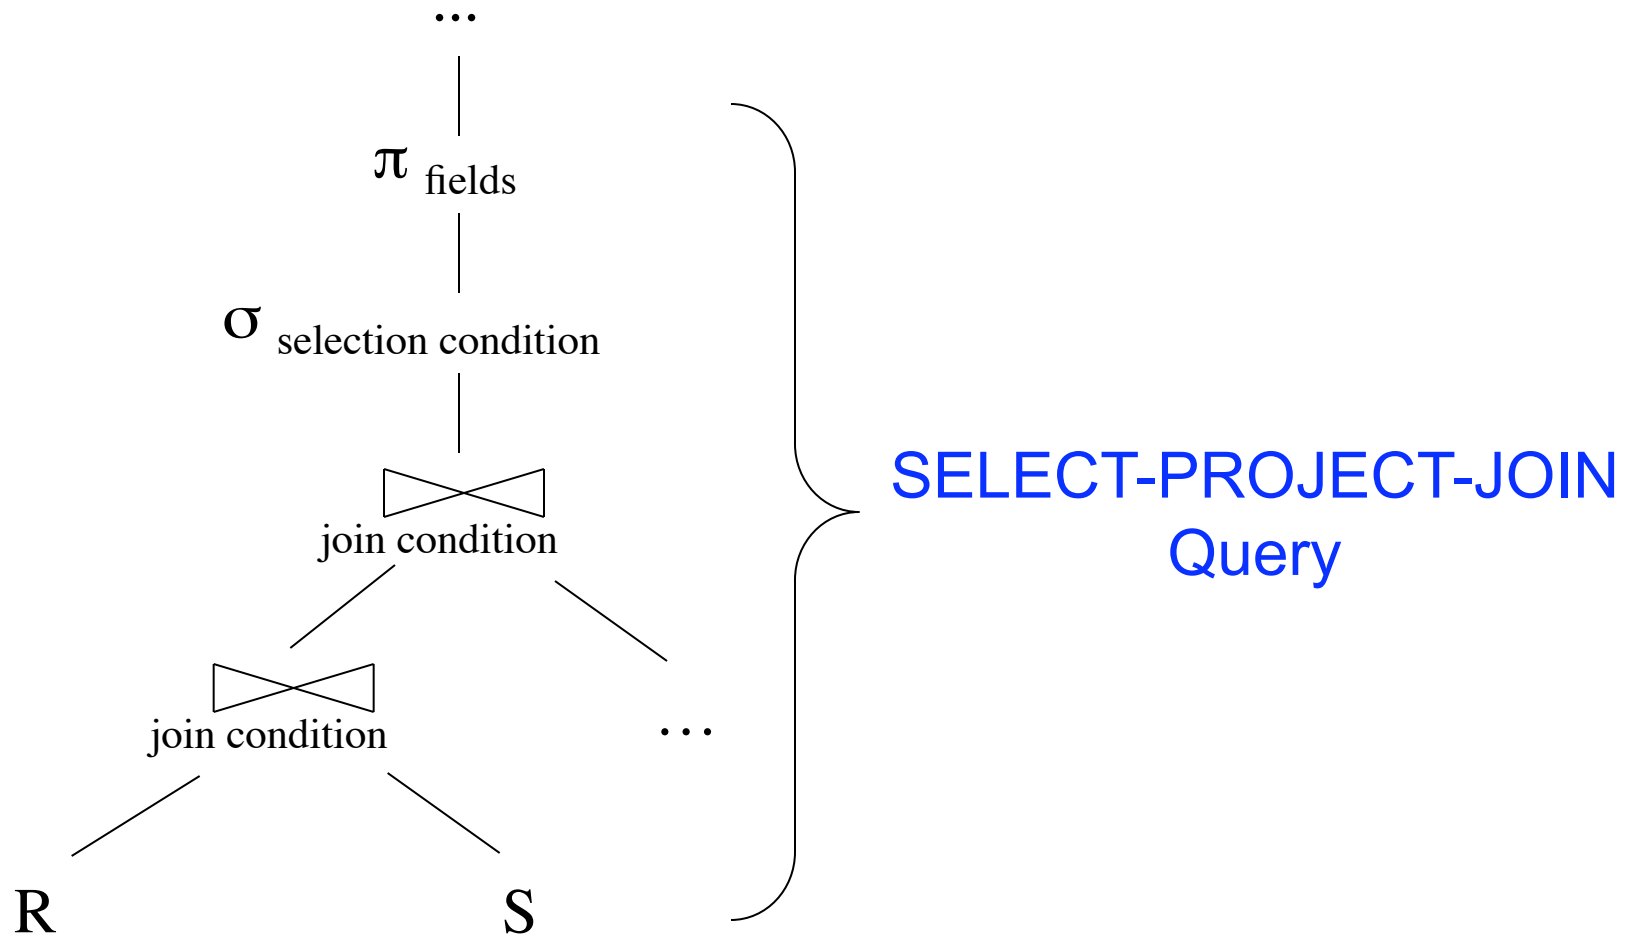 ...
π fields
σ selection condition
join condition
join condition
...
R S
SELECT-PROJECT-JOIN
Query